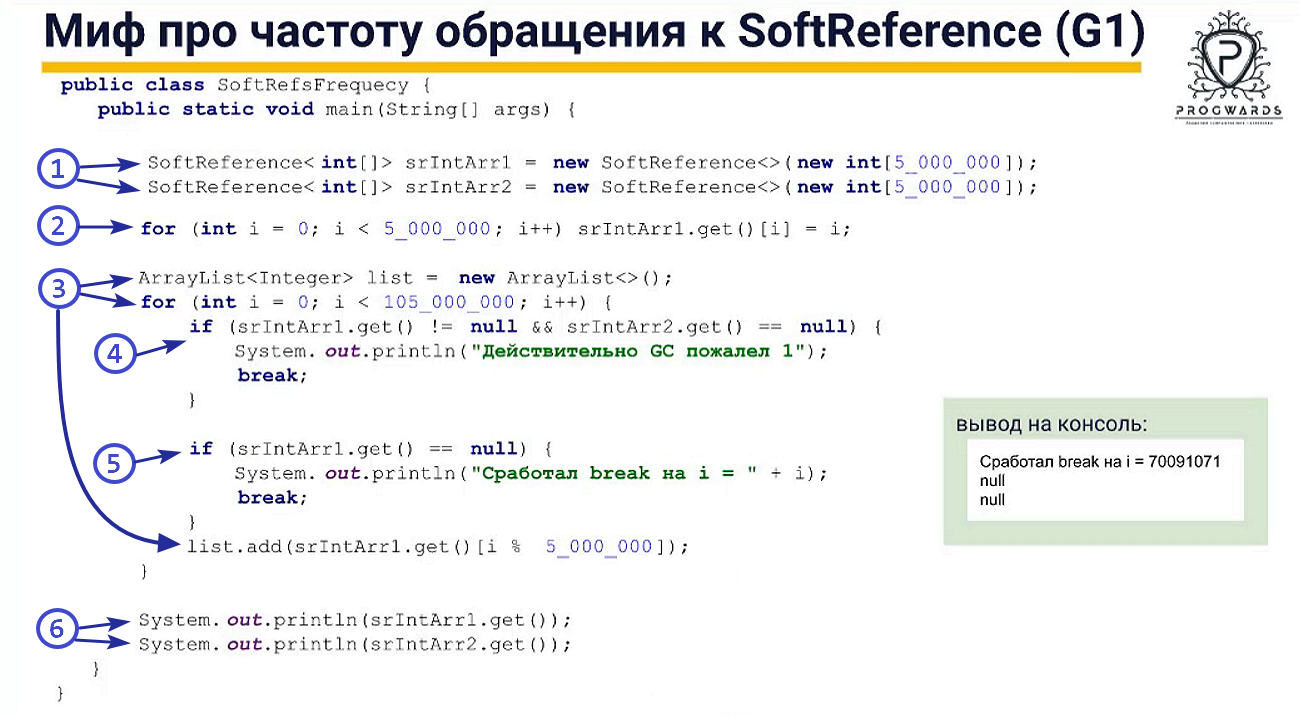 Миф про частоту обращения к SoftReference (G1)
PROGWARDS
public class SoftRefsFrequecy {
public static void main(String[] args) {
1
SoftReference< int[]> srIntArr1 = new SoftReference<>(new int[5_000_000]);
SoftReference< int[]> srIntArr2 = new SoftReference<>(new int[5_000_000]);
2
for (int i = 0; i < 5_000_000; i++) srIntArr1.get()[i] = i;
3
ArrayList<Integer> list = new ArrayList<>();
for (int i = 0; i < 105_000_000; i++) {
if (srIntArr1.get() != null && srIntArr2.get() == null) {
4
System. out.println("Действительно GC пожалел 1");
break;
}
5
if (srIntArr1.get() == null) {
System. out.println("Сработал break на i = " + i);
break;
}
list.add(srIntArr1.get()[i % 5_000_000]);
}
вывод на консоль:
Сработал break на i = 70091071
null
null
6
System. out.println(srIntArr1.get());
System. out.println(srIntArr2.get());
}
}